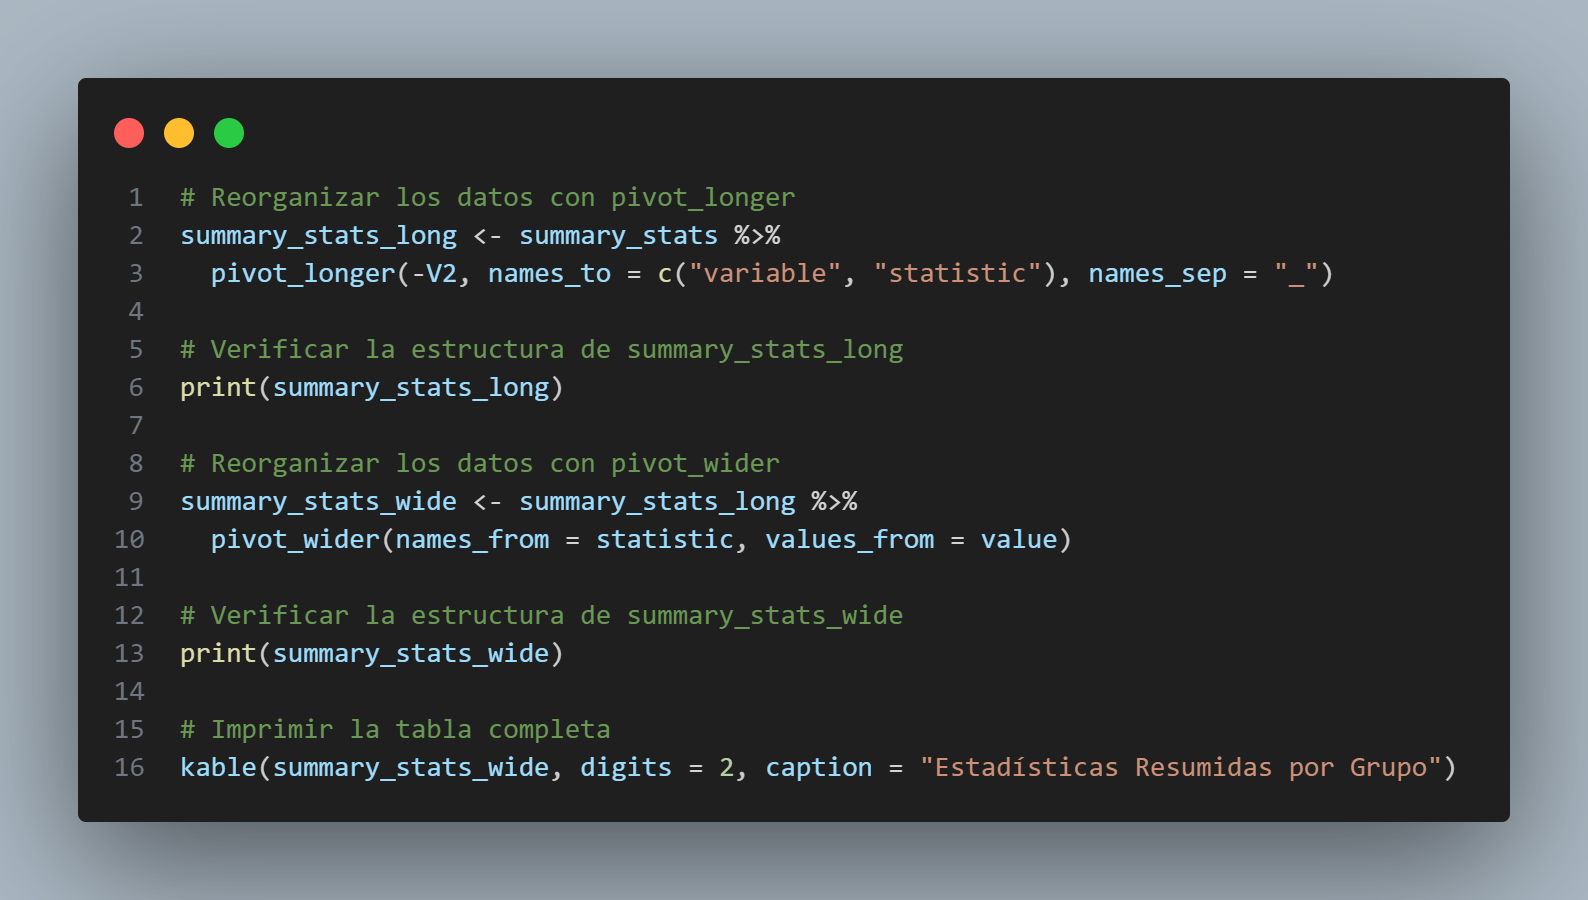 1 # Reorganizar los datos con pivot_longer
2 summary_stats_long <- summary_stats %>%
3   pivot_longer(-V2, names_to = c("variable", "statistic"), names_sep = "_")
4
5 # Verificar la estructura de summary_stats_long
6 print(summary_stats_long)
7
8 # Reorganizar los datos con pivot_wider
9 summary_stats_wide <- summary_stats_long %>%
10   pivot_wider(names_from = statistic, values_from = value)
11
12 # Verificar la estructura de summary_stats_wide
13 print(summary_stats_wide)
14
15 # Imprimir la tabla completa
16 kable(summary_stats_wide, digits = 2, caption = "Estadísticas Resumidas por Grupo")